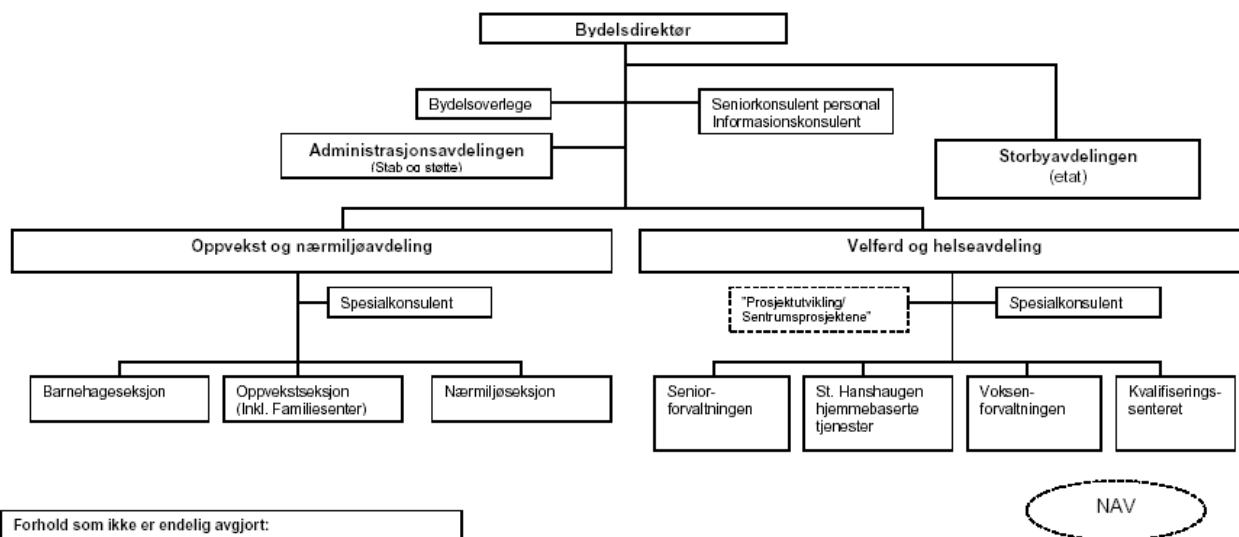 Bydelsdirektør
Bydelsoverlege
Seniorkonsulent personal
Informasjonskonsulent
Administrasjonsavdelingen
(Stab og støtte)
Storbyavdelingen
(etat)
Oppvekst og nærmiljøavdeling
Velferd og helseavdeling
Spesialkonsulent
"Prosjektutvikling/
Sentrumsprosjektene"
Spesialkonsulent
Barnehageseksjon
Oppvekstseksjon
(Inkl. Familiesenter)
Nærmiljøseksjon
Senior-
forvaltningen
St. Hanshaugen
hjemmebaserte
tjenester
Voksen-
forvaltningen
Kvalifiserings-
senteret
NAV
Forhold som ikke er endelig avgjort: